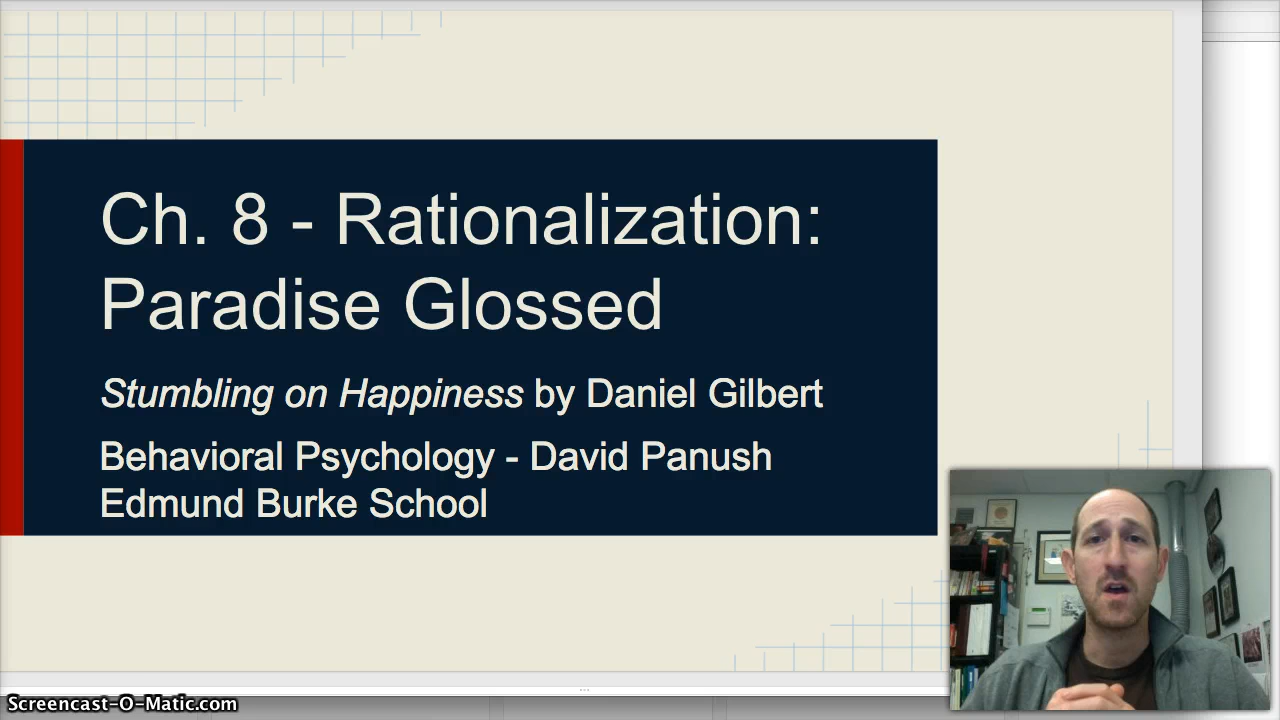 Ch. 8 - Rationalization:
Paradise Glossed
Stumbling on Happiness by Daniel Gilbert
Behavioral Psychology - David Panush
Edmund Burke School
Screencast-O-Matic.com